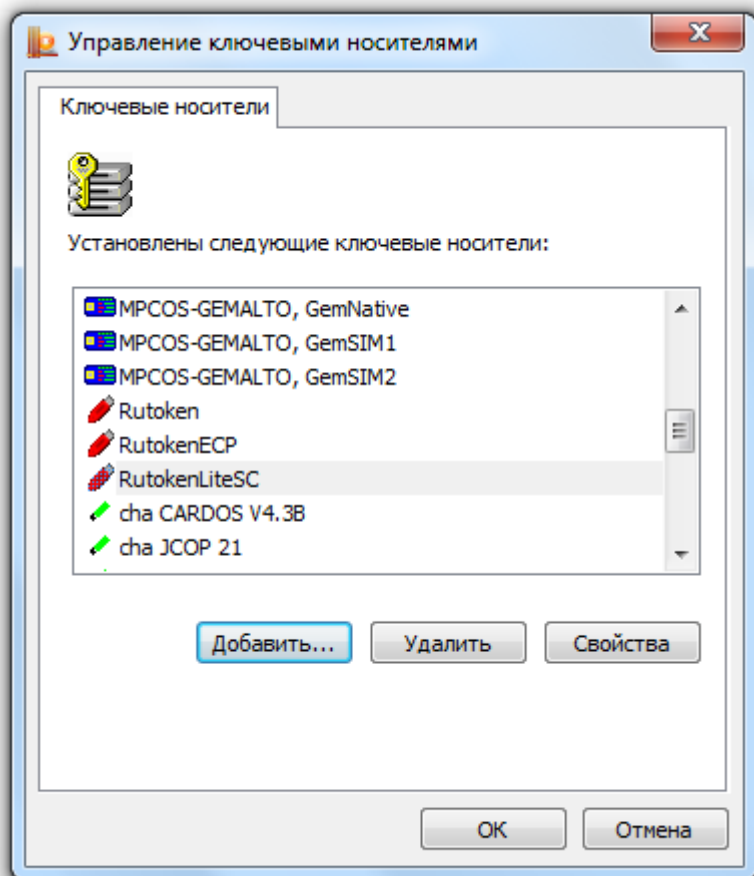 Управление ключевыми носителями
Ключевые носители
Установлены следующие ключевые носители:
MPCOS-GEMALTO, GemNative
MPCOS-GEMALTO, GemSIM1
MPCOS-GEMALTO, GemSIM2
Rutoken
RutokenECP
RutokenLiteSC
cha CARDOS V4.3B
cha JCOP 21
Добавить... Удалить Свойства
ОК Отмена